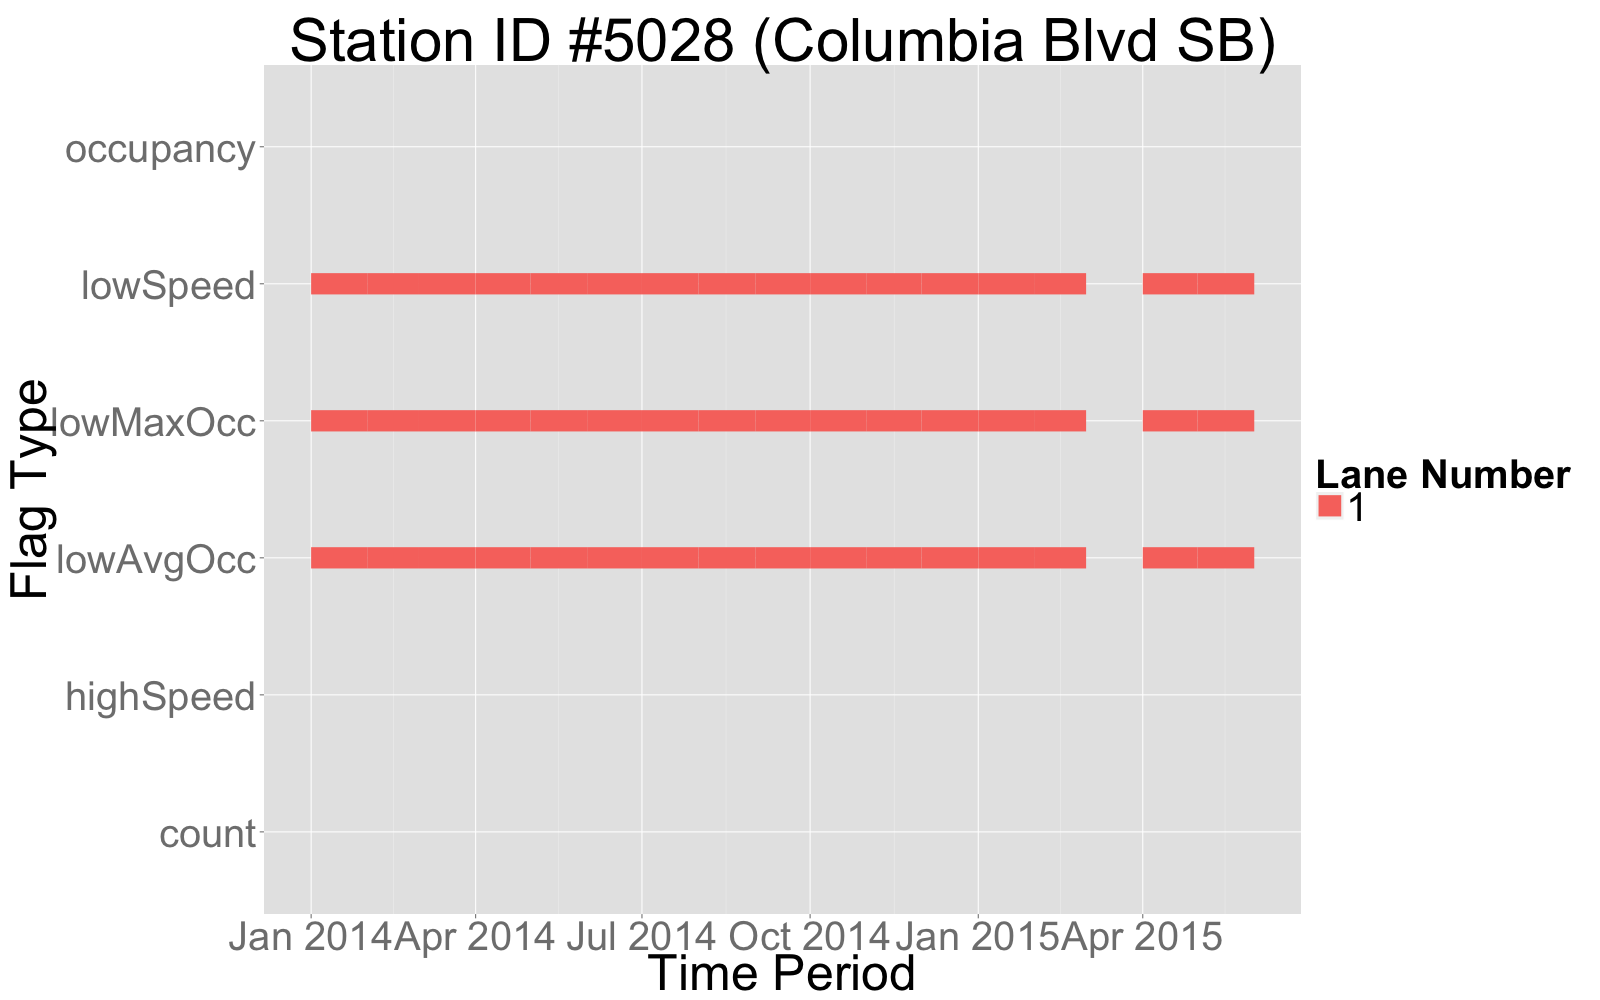 Station ID #5028 (Columbia Blvd SB)
occupancy
lowSpeed
lowMaxOcc
lowAvgOcc
highSpeed
count
Flag Type
Jan 2014 Apr 2014 Jul 2014 Oct 2014 Jan 2015 Apr 2015
Time Period
Lane Number
1